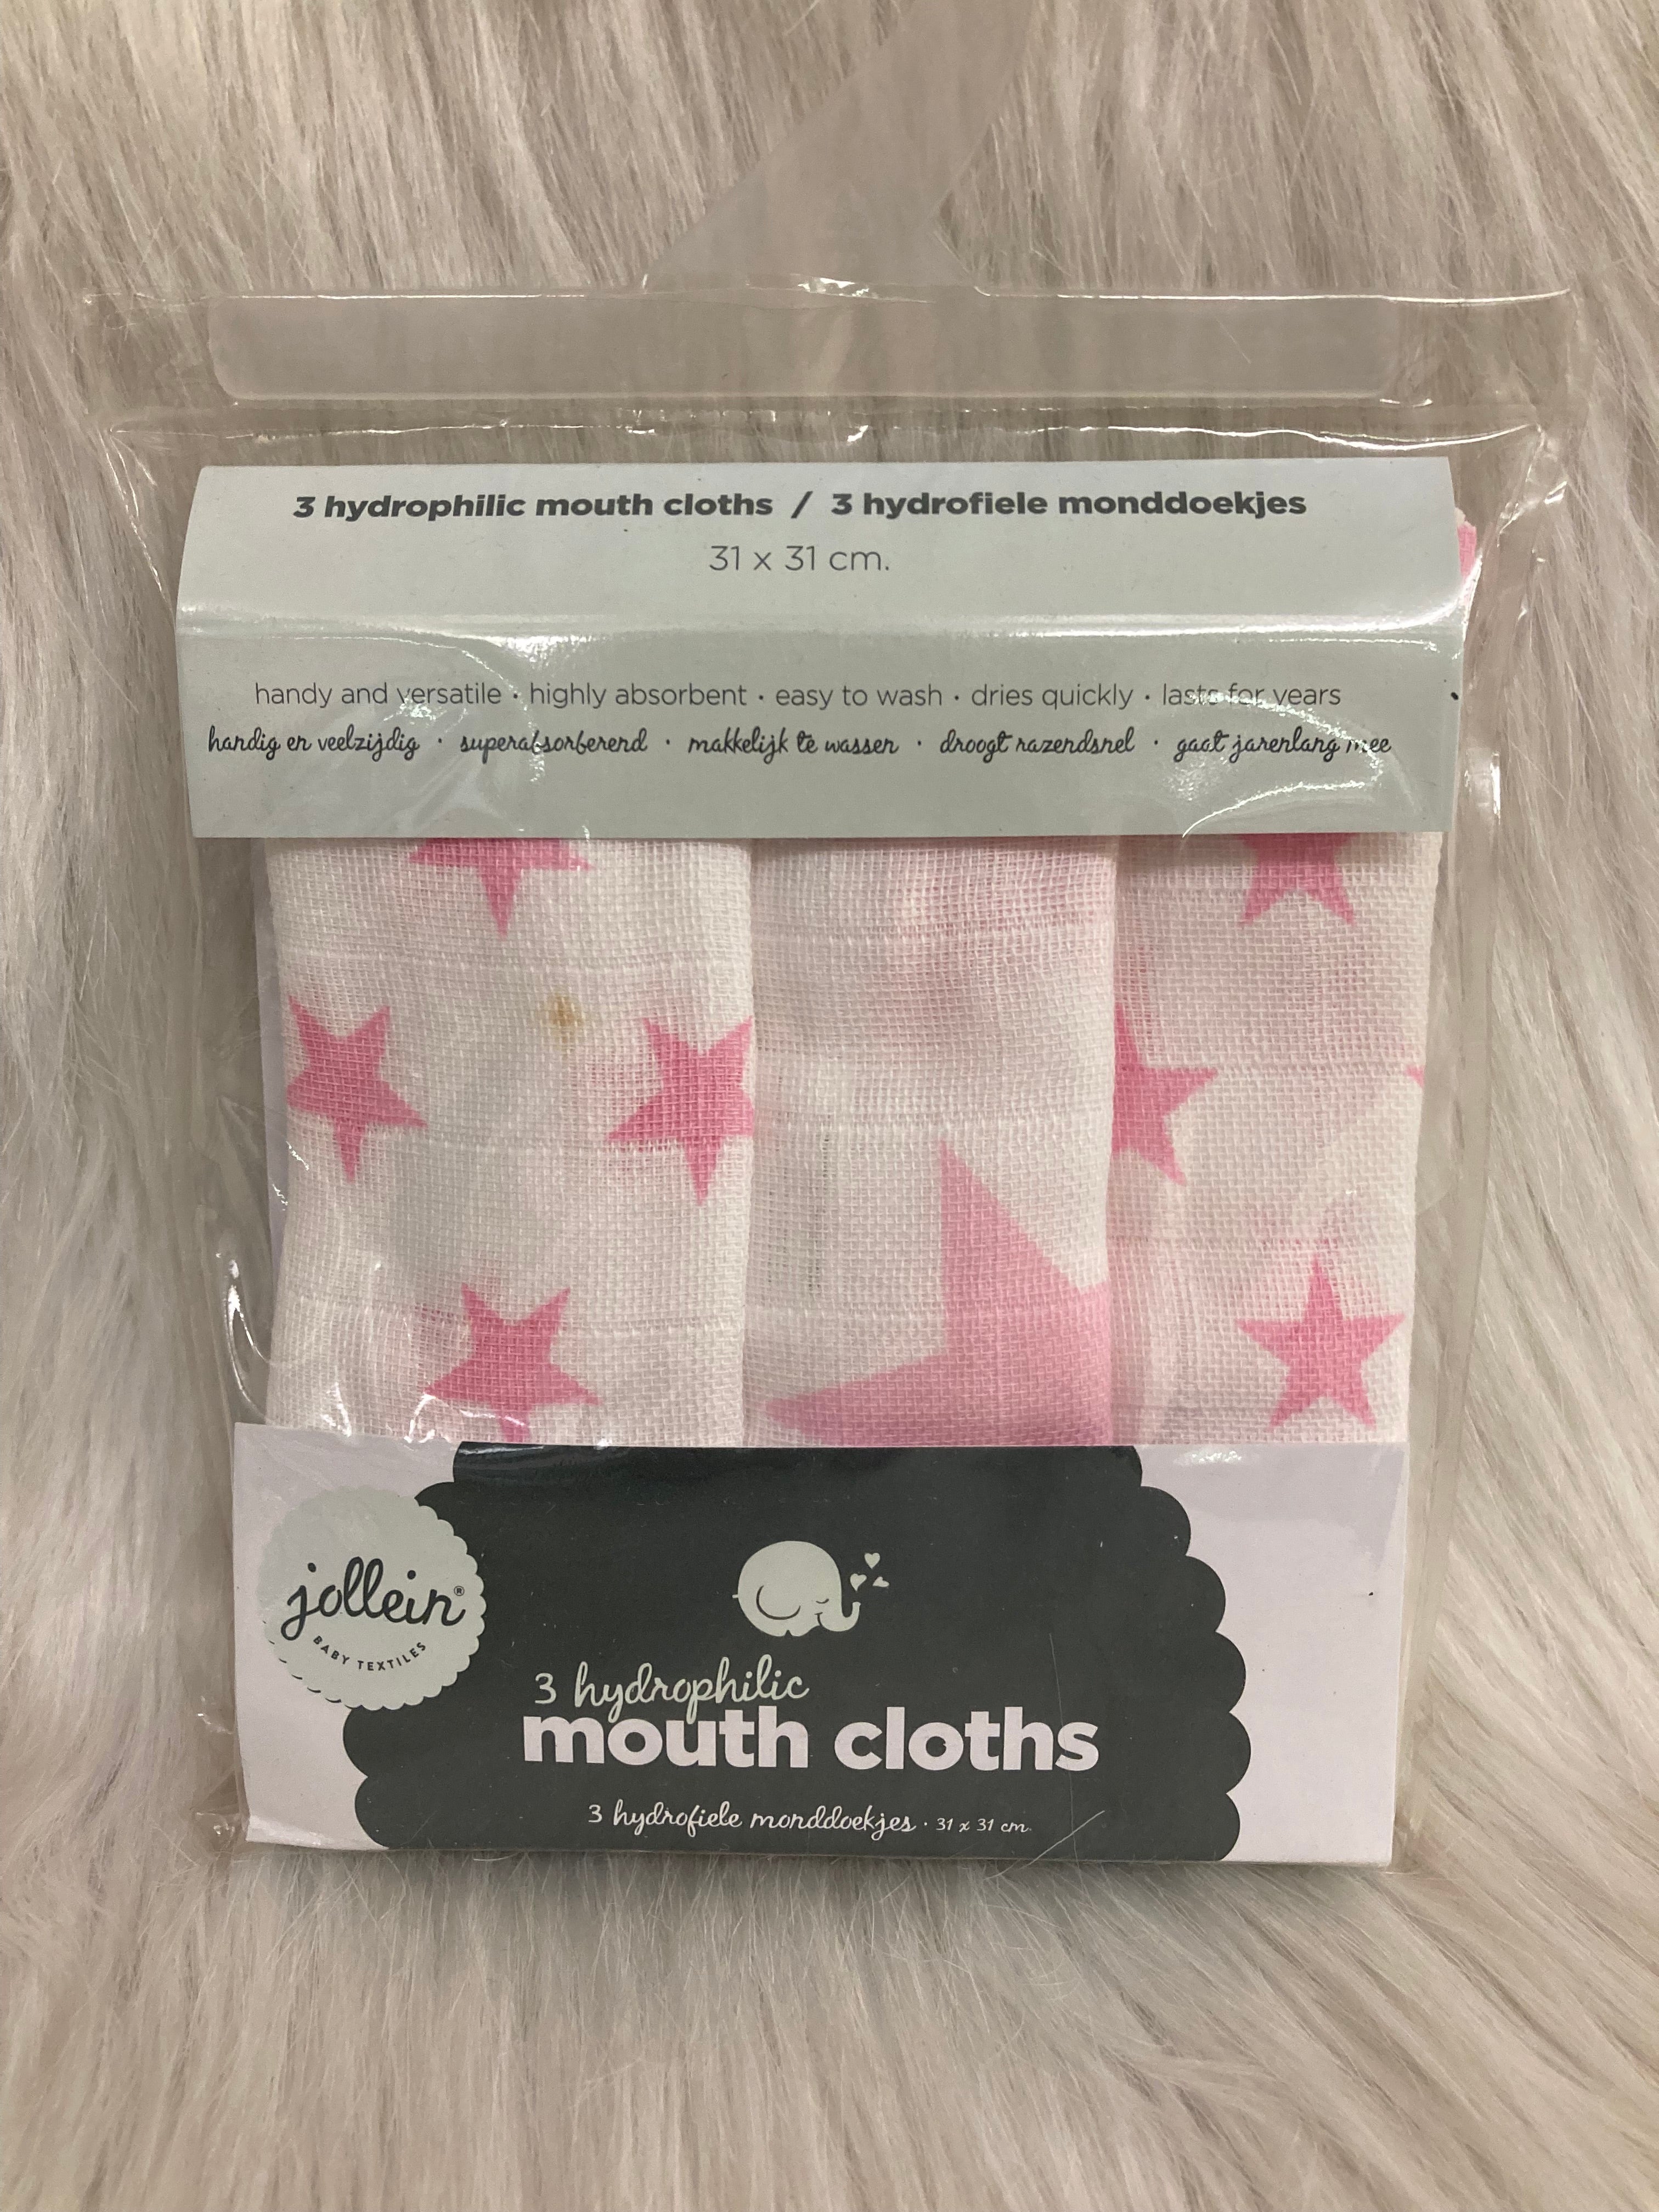 3 hydrophilic mouth cloths / 3 hydrofiele monddoekjes
31 x 31 cm.
handy and versatile · highly absorbent · easy to wash · dries quickly · lasts for years
handig en veelzijdig · superabsorberend · makkelijk te wassen · droogt razendsnel · gaat jarenlang mee
jollein®
BABY TEXTILES
3 hydrophilic
mouth cloths
3 hydrofiele monddoekjes · 31 x 31 cm.